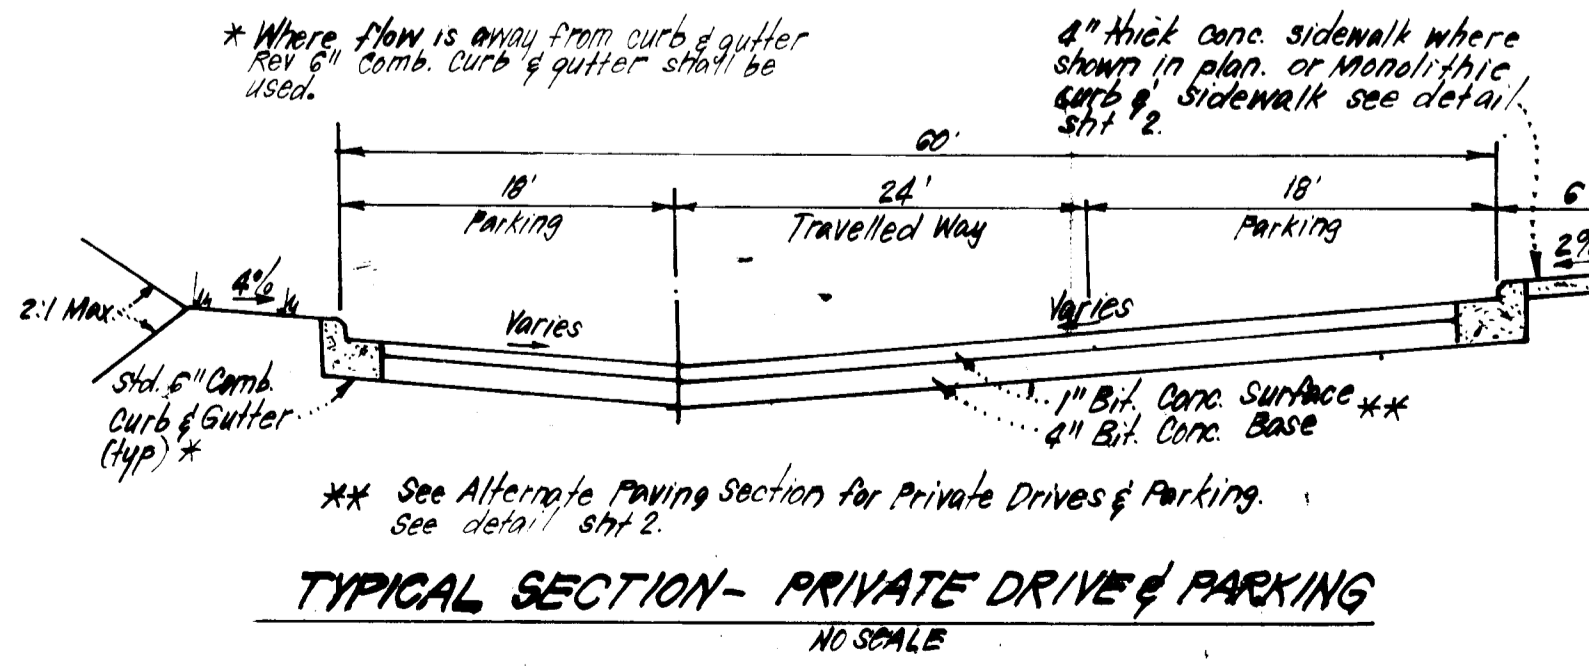 * Where flow is away from curb & gutter
Rev 6" Comb. Curb & gutter shall be
used.
4" thick conc. sidewalk where
shown in plan. or Monolithic
curb & sidewalk see detail
sht 2.
60'
18'
24'
18'
6
Parking
Travelled Way
Parking
2%
4%
2:1 Max.
Varies
Varies
Std. 6" Comb.
Curb & Gutter
(typ) *
1" Bit. Conc. Surface **
4" Bit. Conc. Base
** See Alternate Paving Section for Private Drives & Parking.
See detail sht 2.
TYPICAL SECTION- PRIVATE DRIVE & PARKING
NO SCALE